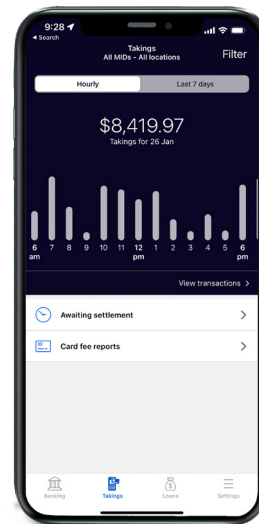 9:28
Search
Takings
All MIDs - All locations
Filter
Hourly
Last 7 days
$8,419.97
Takings for 26 Jan
6 7 8 9 10 11 12 1 2 3 4 5 6
am pm pm
View transactions
Awaiting settlement
Card fee reports
Banking Takings Loans Settings